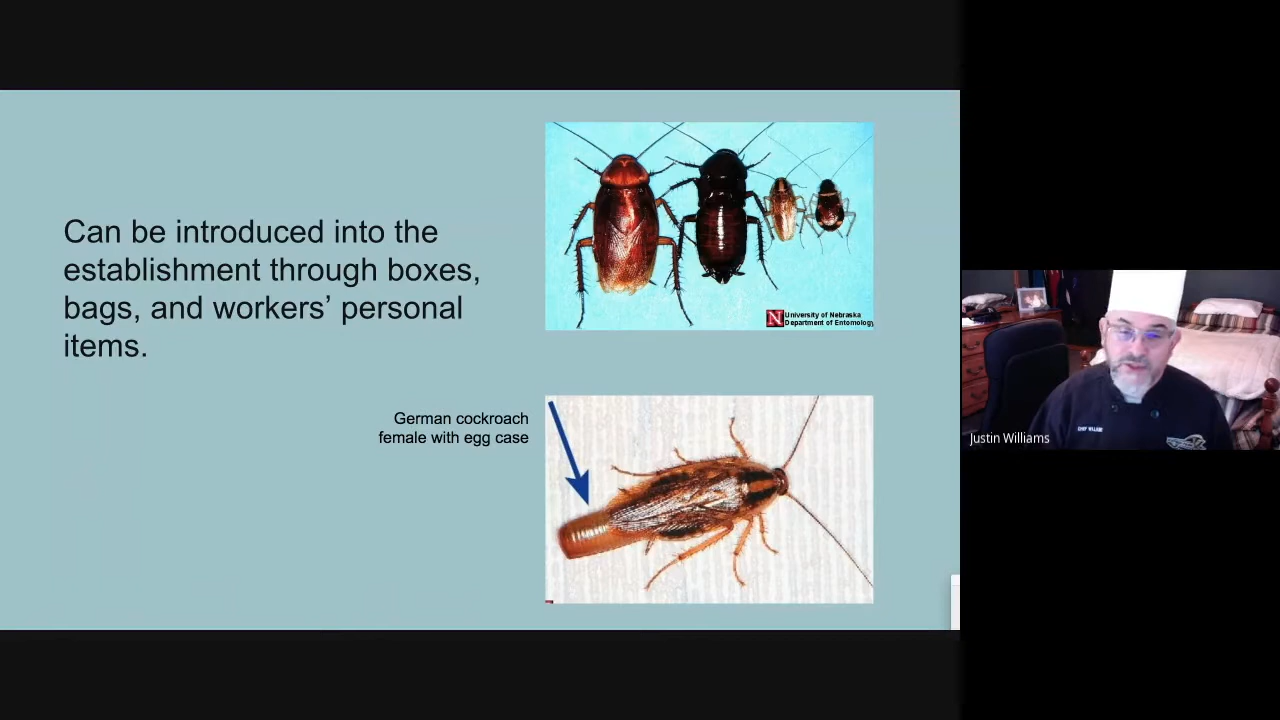 Can be introduced into the
establishment through boxes,
bags, and workers’ personal
items.
N University of Nebraska
Department of Entomology
German cockroach
female with egg case
Justin Williams